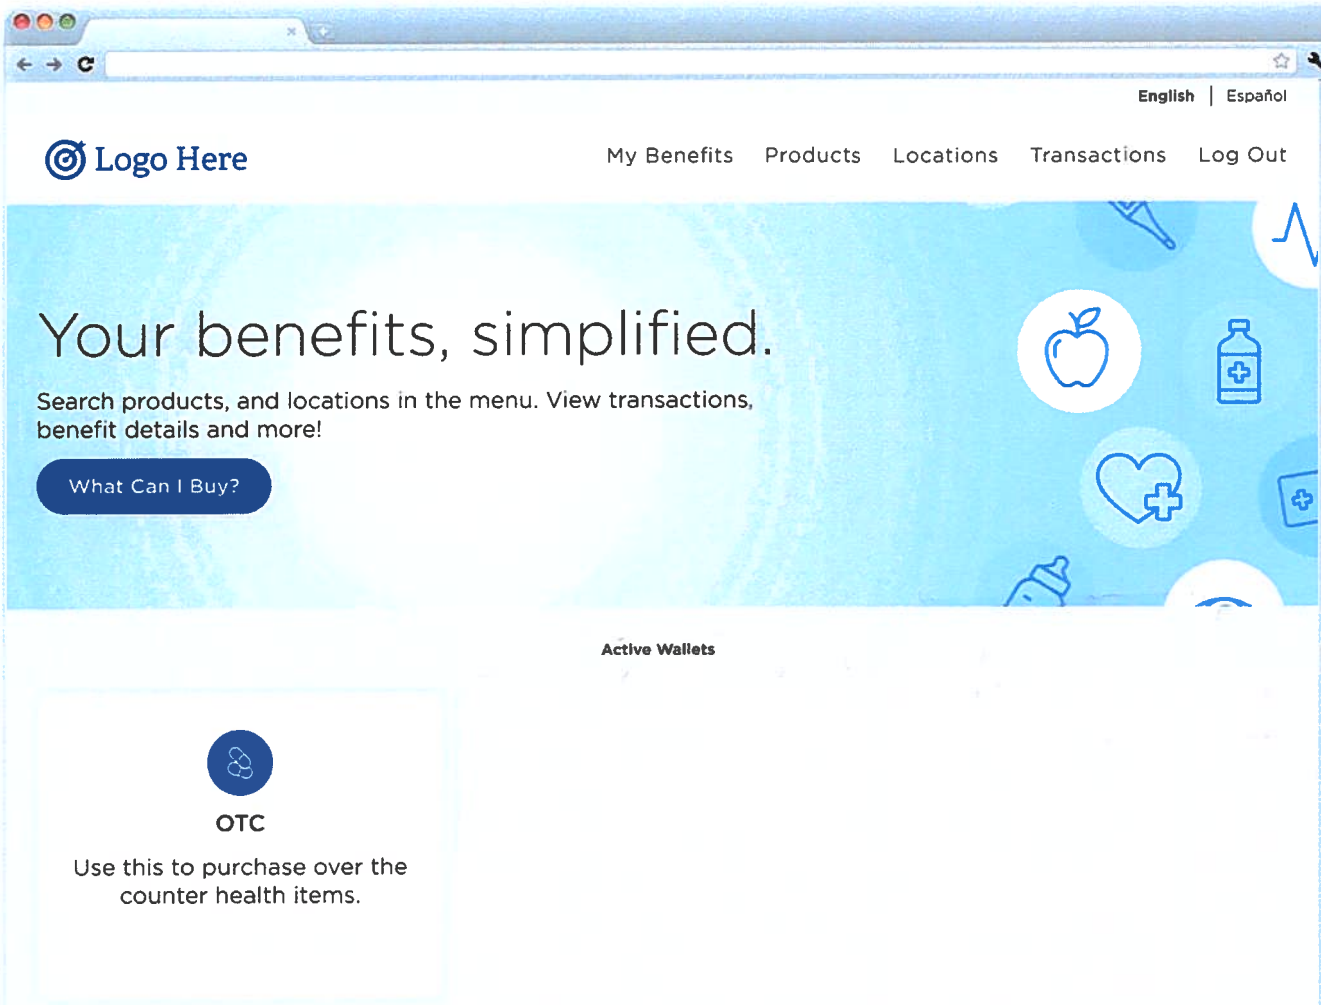 English | Español
Logo Here
My Benefits Products Locations Transactions Log Out
Your benefits, simplified.
Search products, and locations in the menu. View transactions,
benefit details and more!
What Can I Buy?
Active Wallets
OTC
Use this to purchase over the
counter health items.